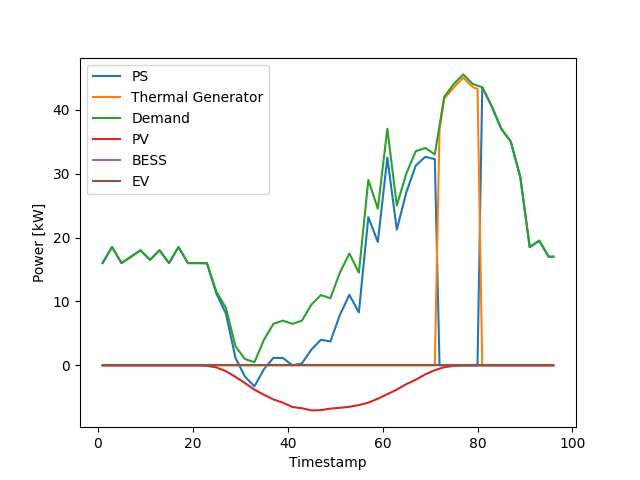 PS
Thermal Generator
Demand
PV
BESS
EV
Power [kW]
40
30
20
10
0
0 20 40 60 80 100
Timestamp